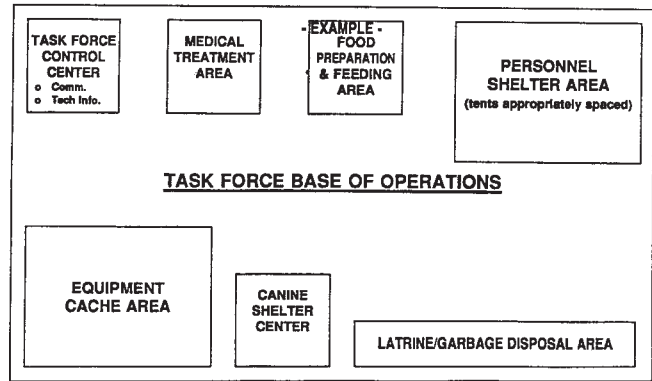 - EXAMPLE -
TASK FORCE
CONTROL
CENTER
o Comm.
o Tech Info.
MEDICAL
TREATMENT
AREA
FOOD
PREPARATION
& FEEDING
AREA
PERSONNEL
SHELTER AREA
(tents appropriately spaced)
TASK FORCE BASE OF OPERATIONS
EQUIPMENT
CACHE AREA
CANINE
SHELTER
CENTER
LATRINE/GARBAGE DISPOSAL AREA